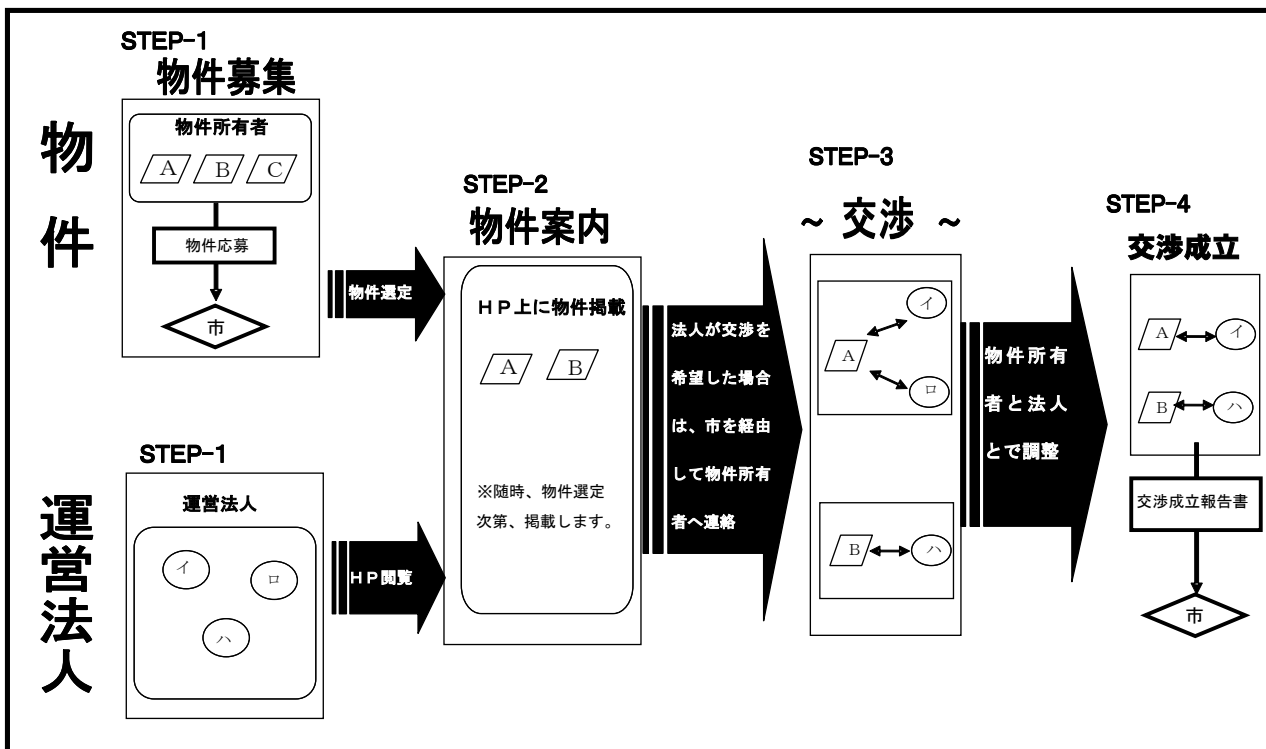 物件
STEP-1
物件募集
物件所有者
A B C
物件応募
市
物件選定
運営法人
STEP-1
運営法人
イ ロ
ハ
HP閲覧
STEP-2
物件案内
HP上に物件掲載
A B
※随時、物件選定
次第、掲載します。
法人が交渉を
希望した場合
は、市を経由
して物件所有
者へ連絡
STEP-3
~ 交渉 ~
イ
A
ロ
B ハ
物件所有
者と法人
とで調整
STEP-4
交渉成立
A イ
B ハ
交渉成立報告書
市